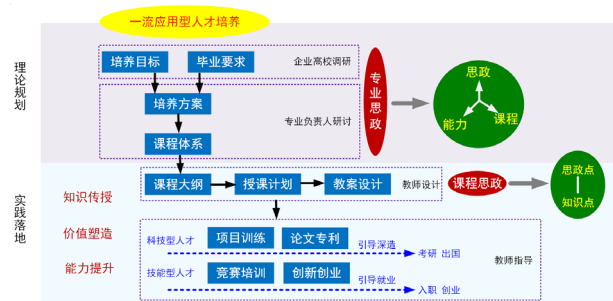 一流应用型人才培养
理论规划
培养目标
毕业要求
企业高校调研
培养方案
专业负责人研讨
课程体系
专业思政
思政
能力
课程
实践落地
课程大纲
授课计划
教案设计
教师设计
课程思政
思政点
知识点
知识传授
价值塑造
能力提升
科技型人才
项目训练
论文专利
引导深造
考研 出国
技能型人才
竞赛培训
创新创业
引导就业
入职 创业
教师指导